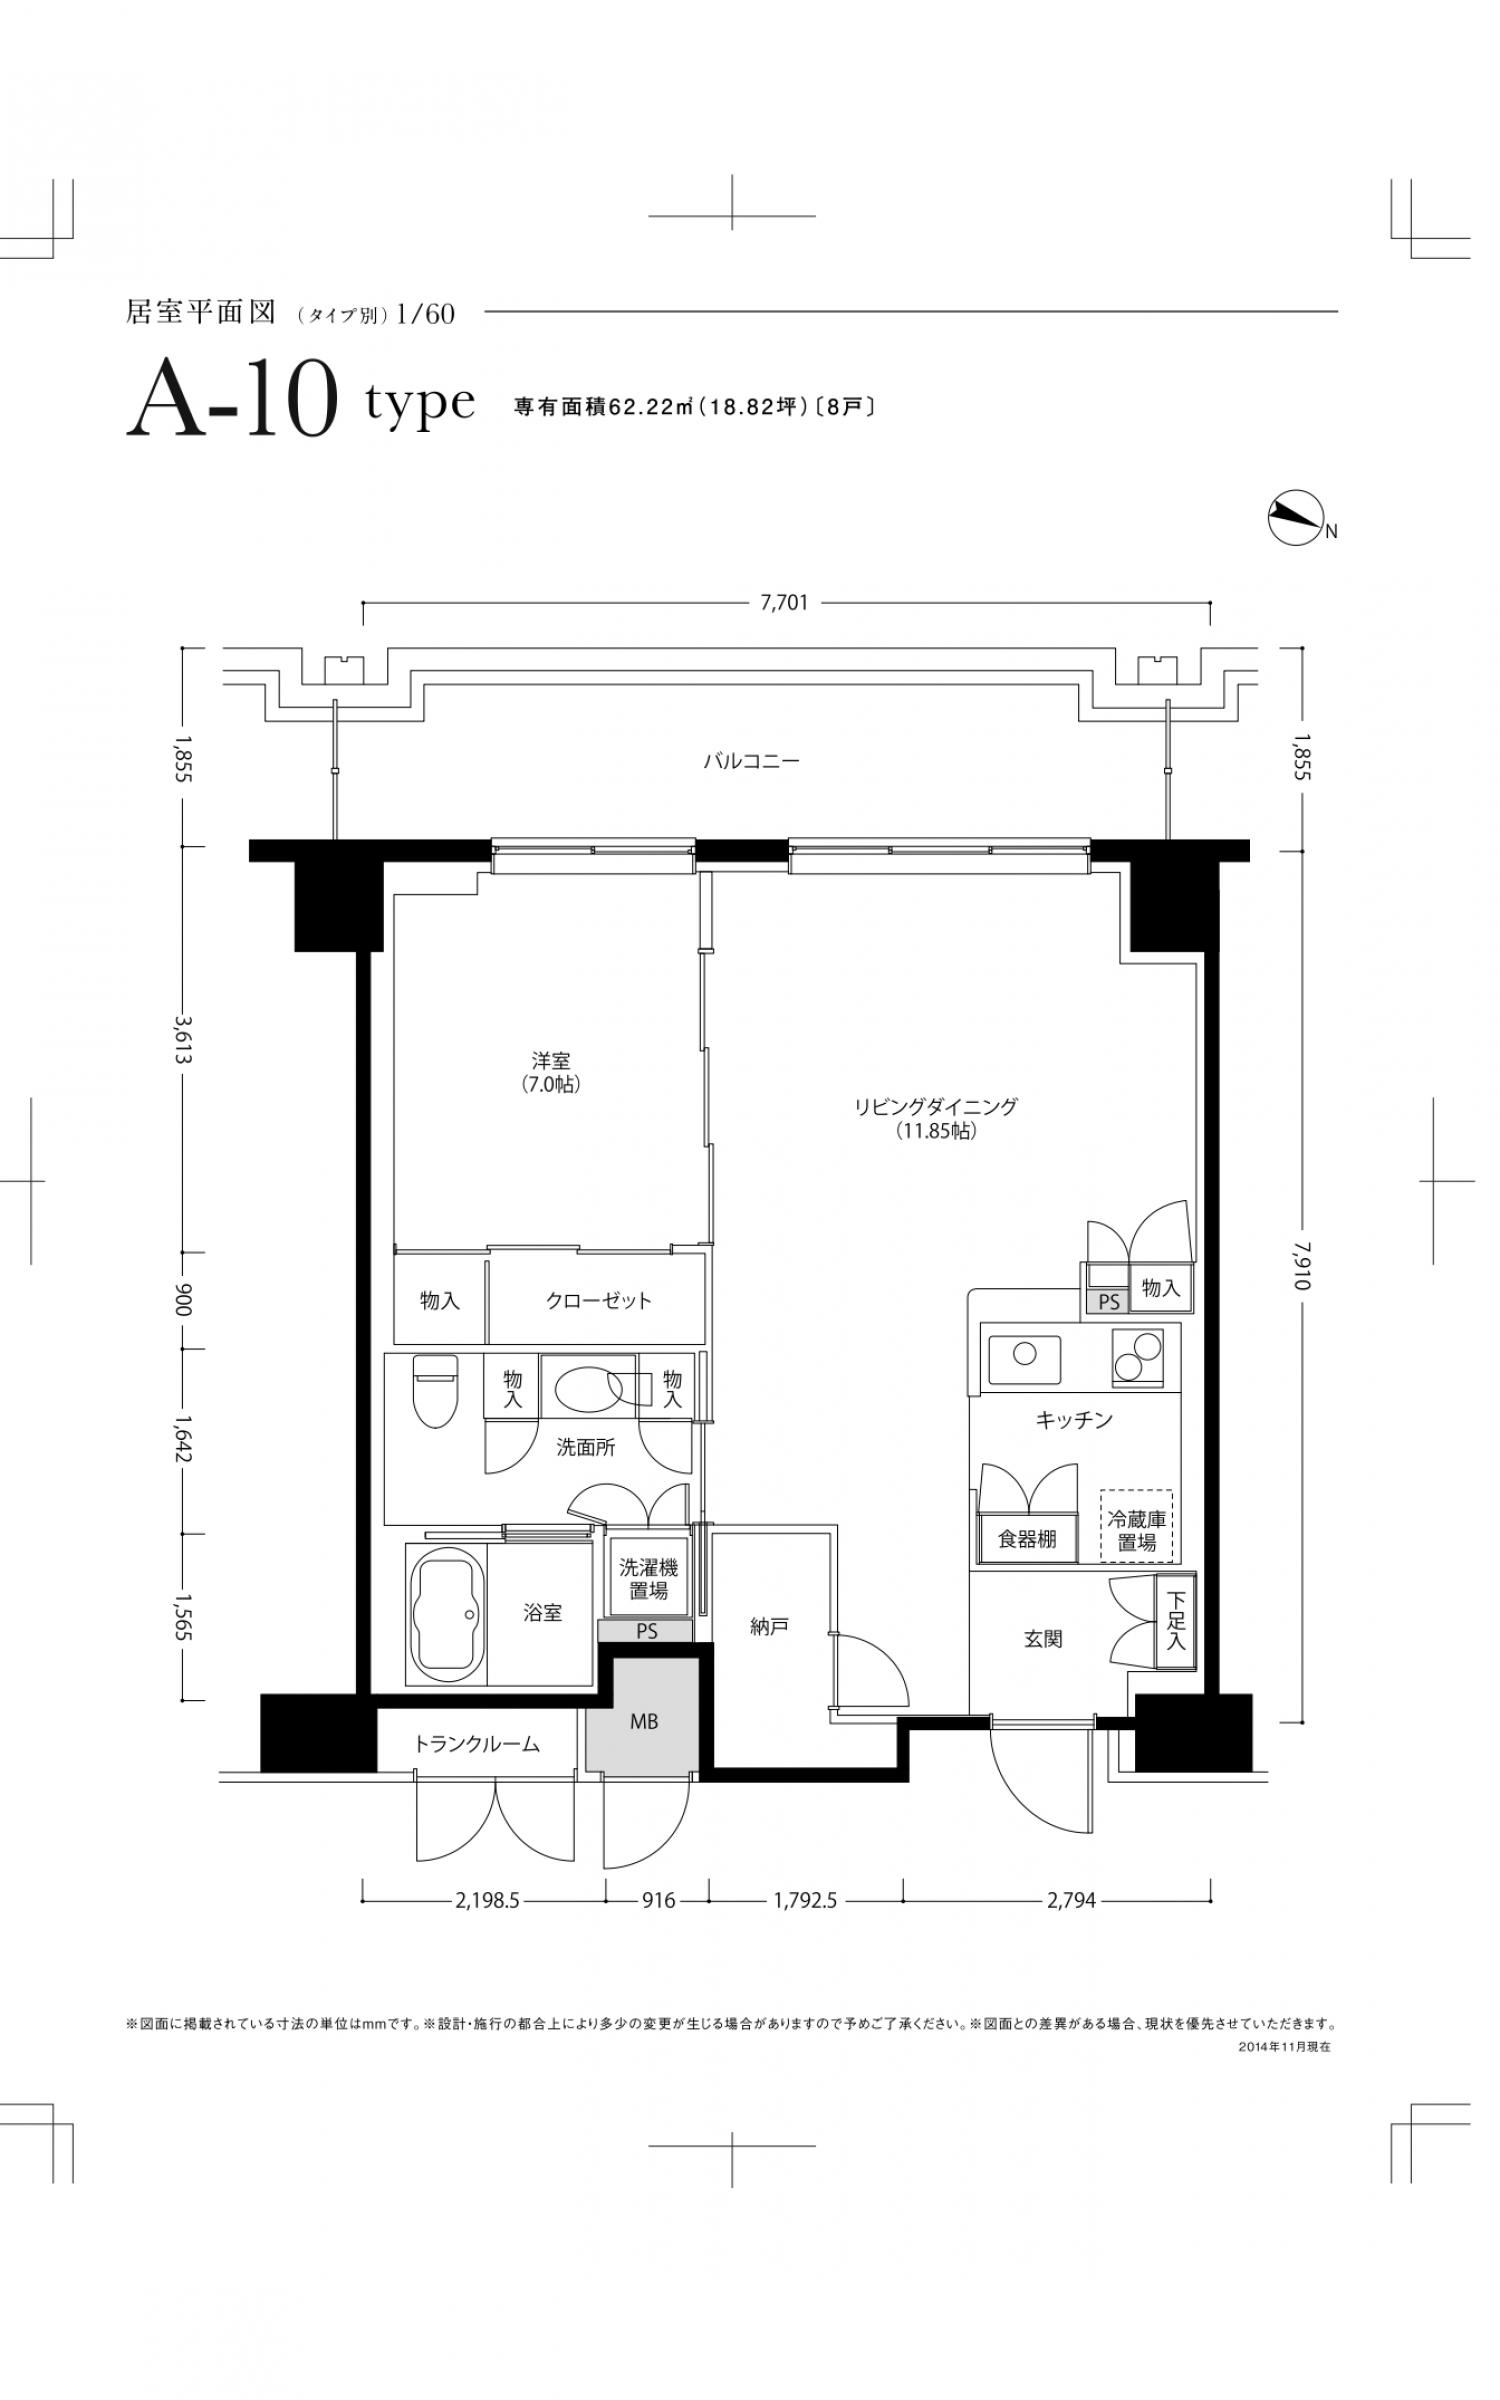 居室平面図 （タイプ別）1/60
A-10 type 専有面積62.22㎡（18.82坪）〔8戸〕
N
7,701
1,855
バルコニー
1,855
3,613
洋室
（7.0帖）
リビングダイニング
（11.85帖）
7,910
900
物入
クローゼット
PS
物入
1,642
物入
物入
洗面所
キッチン
食器棚
冷蔵庫
置場
1,565
浴室
洗濯機
置場
PS
納戸
玄関
下足入
MB
トランクルーム
2,198.5
916
1,792.5
2,794
※図面に掲載されている寸法の単位はmmです。※設計・施行の都合上により多少の変更が生じる場合がありますので予めご了承ください。※図面との差異がある場合、現状を優先させていただきます。
2014年11月現在